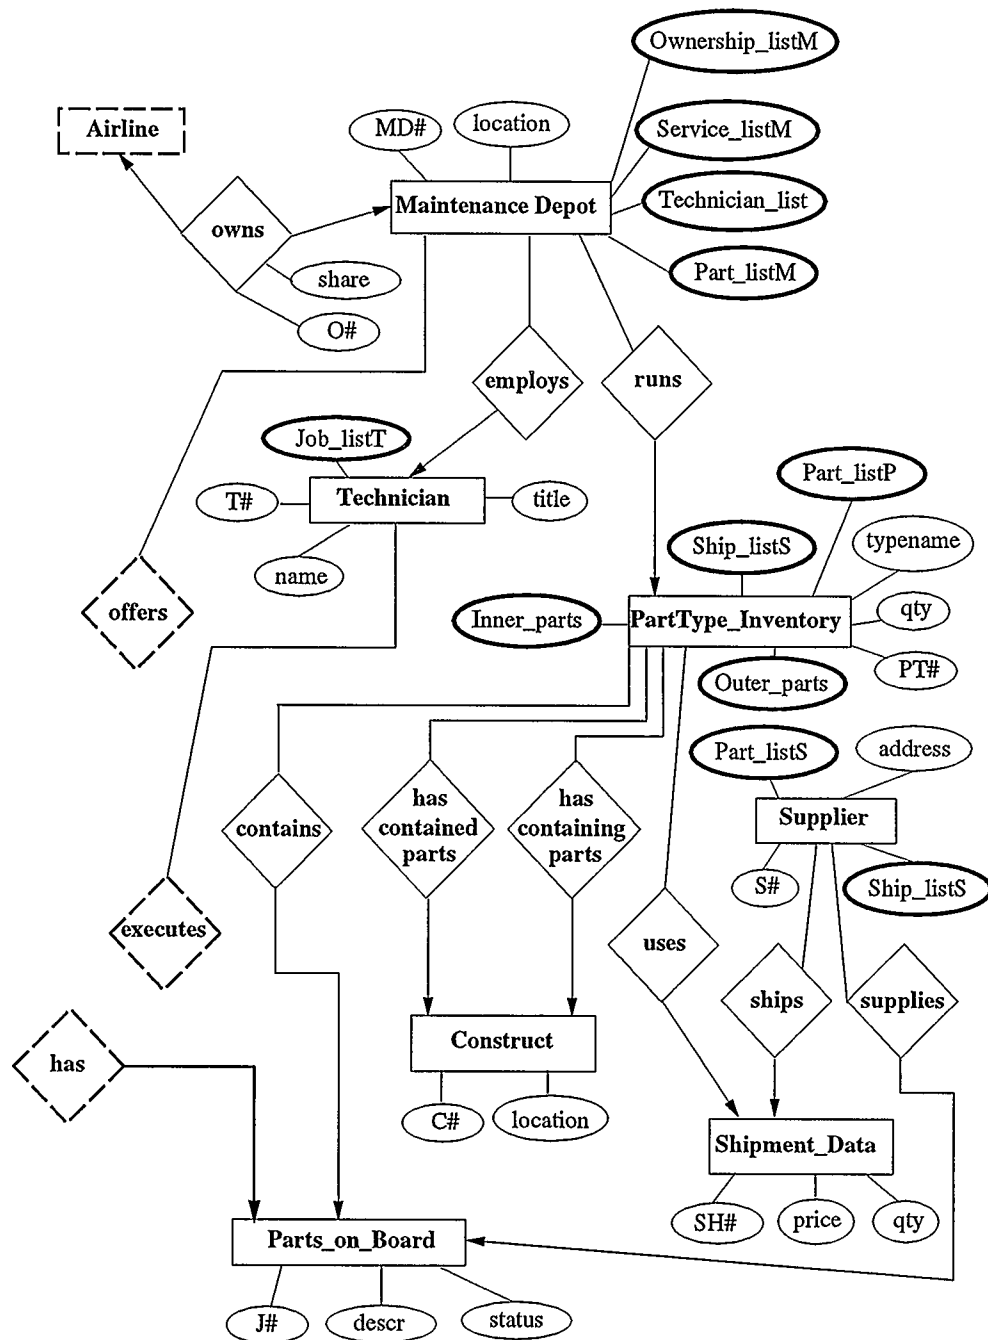 Ownership_listM
Airline
MD#
location
Service_listM
Maintenance Depot
Technician_list
owns
share
Part_listM
O#
employs
runs
Job_listT
Part_listP
T#
Technician
title
typename
Ship_listS
name
offers
Inner_parts
PartType_Inventory
qty
Outer_parts
PT#
Part_listS
address
contains
has
contained
parts
has
containing
parts
Supplier
S#
Ship_listS
executes
uses
ships
supplies
has
Construct
C#
location
Shipment_Data
SH#
price
qty
Parts_on_Board
J#
descr
status